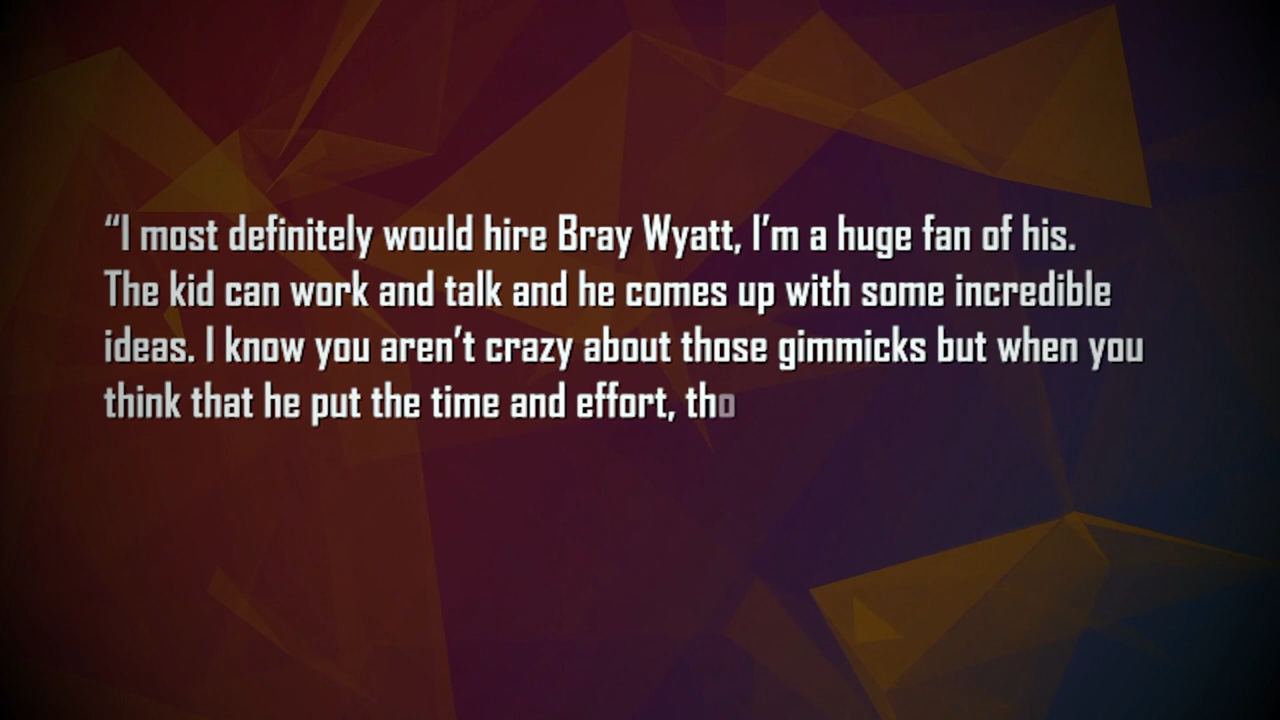 “I most definitely would hire Bray Wyatt, I’m a huge fan of his.
The kid can work and talk and he comes up with some incredible
ideas. I know you aren’t crazy about those gimmicks but when you
think that he put the time and effort, tho